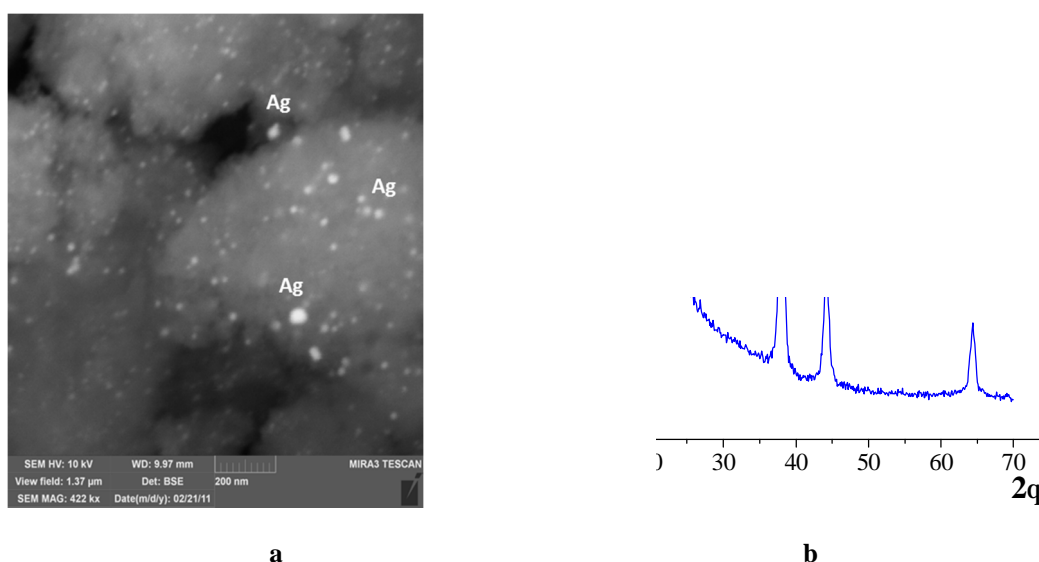 Ag
Ag
Ag
SEM HV: 10 kV WD: 9.97 mm MIRA3 TESCAN
View field: 1.37 µm Det: BSE 200 nm
SEM MAG: 422 kx Date(m/d/y): 02/21/11
0 30 40 50 60 70
2q
a b